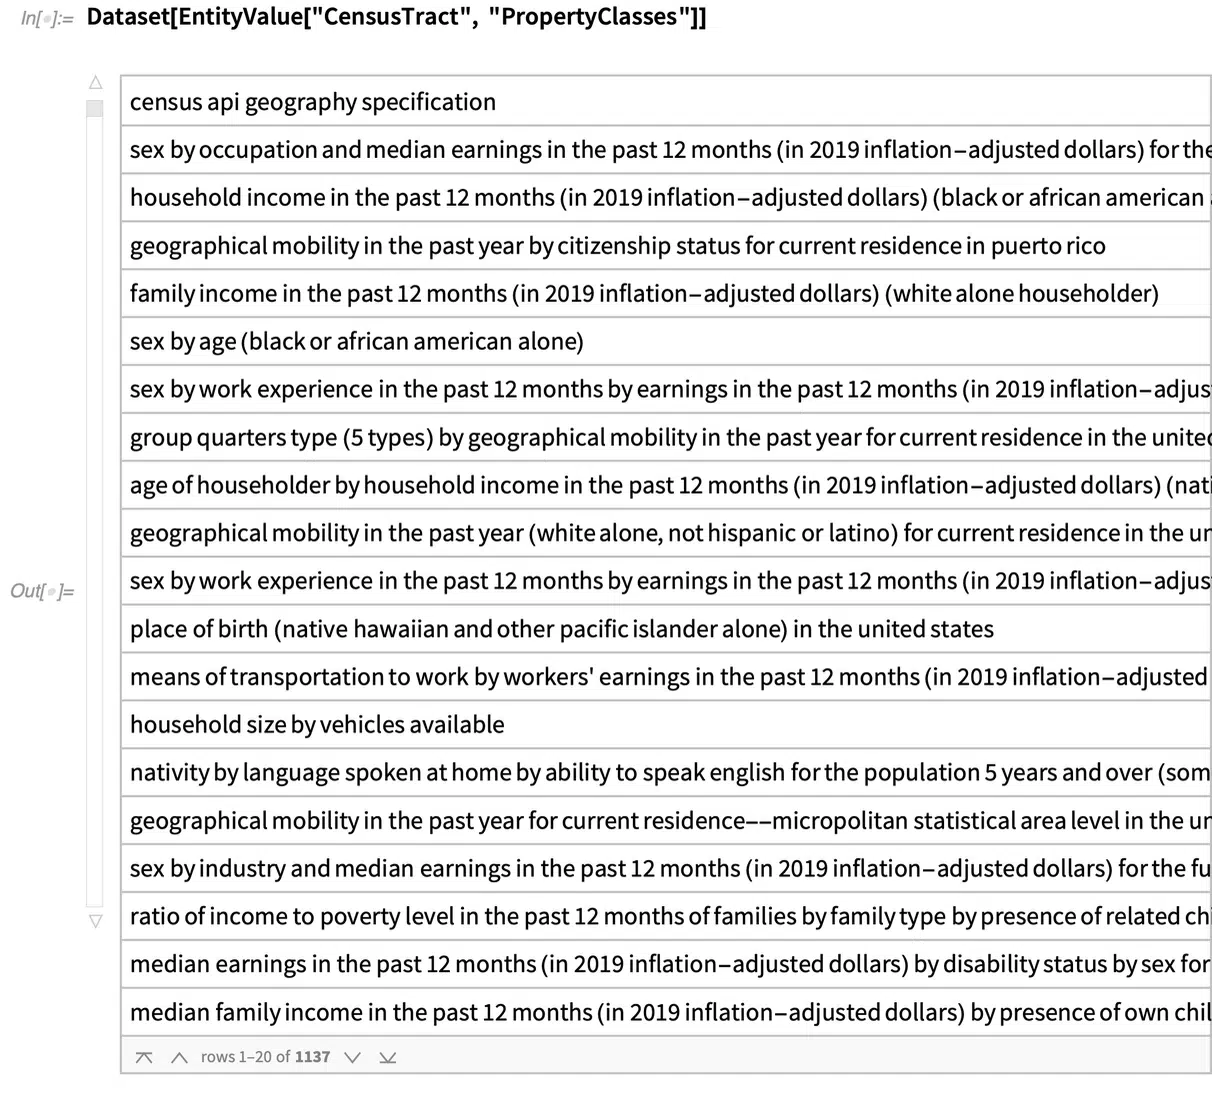 In[•]:= Dataset[EntityValue["CensusTract", "PropertyClasses"]]
census api geography specification
sex by occupation and median earnings in the past 12 months (in 2019 inflation–adjusted dollars) for the
household income in the past 12 months (in 2019 inflation–adjusted dollars) (black or african american
geographical mobility in the past year by citizenship status for current residence in puerto rico
family income in the past 12 months (in 2019 inflation–adjusted dollars) (white alone householder)
sex by age (black or african american alone)
sex by work experience in the past 12 months by earnings in the past 12 months (in 2019 inflation–adjus
group quarters type (5 types) by geographical mobility in the past year for current residence in the unite
age of householder by household income in the past 12 months (in 2019 inflation–adjusted dollars) (nati
geographical mobility in the past year (white alone, not hispanic or latino) for current residence in the un
Out[•]=
sex by work experience in the past 12 months by earnings in the past 12 months (in 2019 inflation–adjus
place of birth (native hawaiian and other pacific islander alone) in the united states
means of transportation to work by workers' earnings in the past 12 months (in 2019 inflation–adjusted
household size by vehicles available
nativity by language spoken at home by ability to speak english for the population 5 years and over (som
geographical mobility in the past year for current residence––micropolitan statistical area level in the un
sex by industry and median earnings in the past 12 months (in 2019 inflation–adjusted dollars) for the fu
ratio of income to poverty level in the past 12 months of families by family type by presence of related chi
median earnings in the past 12 months (in 2019 inflation–adjusted dollars) by disability status by sex for
median family income in the past 12 months (in 2019 inflation–adjusted dollars) by presence of own chil
rows 1–20 of 1137